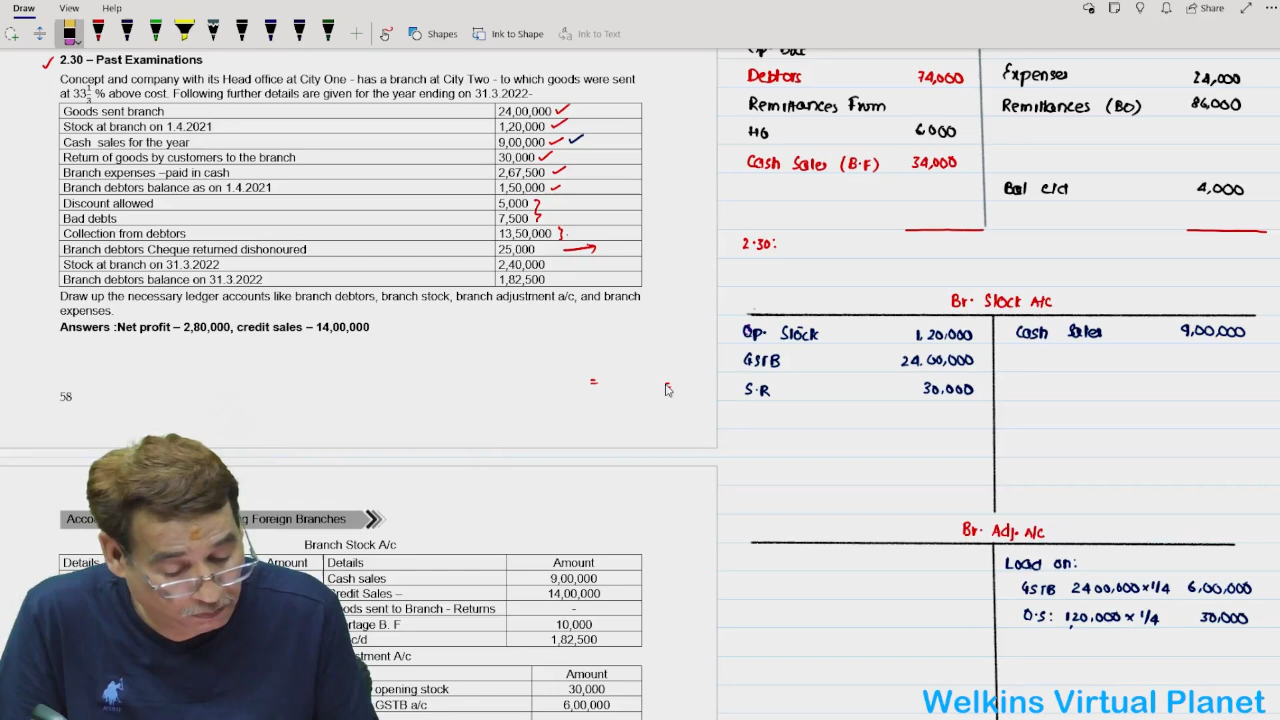 Draw View Help
Shapes Ink to Shape Ink to Text Share
2.30 – Past Examinations
Concept and company with its Head office at City One - has a branch at City Two - to which goods were sent
at 33 1/3 % above cost. Following further details are given for the year ending on 31.3.2022-
Goods sent branch 24,00,000
Stock at branch on 1.4.2021 1,20,000
Cash sales for the year 9,00,000
Return of goods by customers to the branch 30,000
Branch expenses –paid in cash 2,67,500
Branch debtors balance as on 1.4.2021 1,50,000
Discount allowed 5,000
Bad debts 7,500
Collection from debtors 13,50,000
Branch debtors Cheque returned dishonoured 25,000
Stock at branch on 31.3.2022 2,40,000
Branch debtors balance on 31.3.2022 1,82,500
Draw up the necessary ledger accounts like branch debtors, branch stock, branch adjustment a/c, and branch
expenses.
Answers :Net profit – 2,80,000, credit sales – 14,00,000
=
58
Foreign Branches
Branch Stock A/c
Details Amount Details Amount
Cash sales 9,00,000
Credit Sales – 14,00,000
Sent to Branch - Returns -
B. F 10,000
c/d 1,82,500
A/c
opening stock 30,000
GSTB a/c 6,00,000
Debtors 74,000 Expenses 24,000
Remittances From Remittances (BO) 86,000
HO 6,000
Cash Sales (B.F) 34,000
Bal c/d 4,000
2.30:
Br. Stock A/c
Op. Stock 1,20,000 Cash Sales 9,00,000
GSTB 24,00,000
S.R 30,000
Br. Adj. A/c
Load on:
GSTB 2400,000 x 1/4 6,00,000
O.S: 120,000 x 1/4 30,000
Welkins Virtual Planet